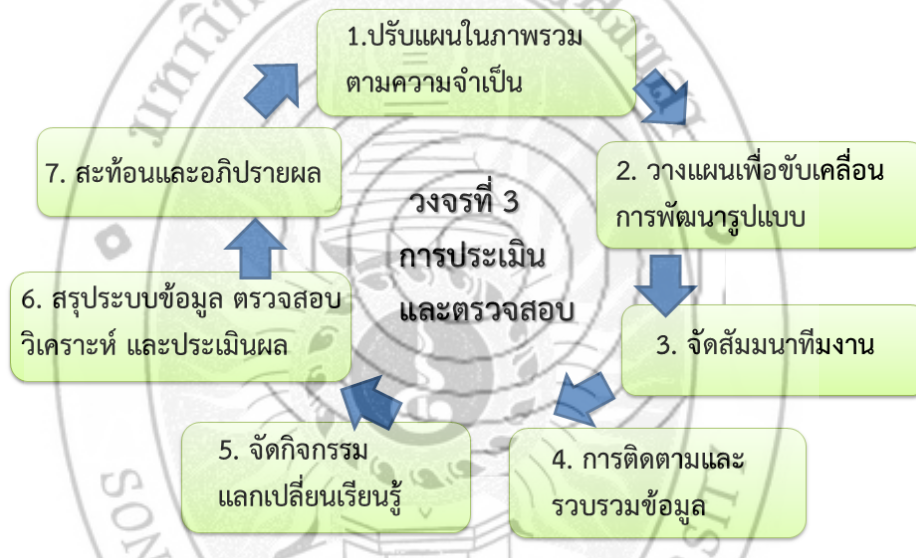 1.ปรับแผนในภาพรวม
ตามความจำเป็น
2. วางแผนเพื่อขับเคลื่อน
การพัฒนารูปแบบ
3. จัดสัมมนาทีมงาน
4. การติดตามและ
รวบรวมข้อมูล
5. จัดกิจกรรม
แลกเปลี่ยนเรียนรู้
6. สรุประบบข้อมูล ตรวจสอบ
วิเคราะห์ และประเมินผล
7. สะท้อนและอภิปรายผล
วงจรที่ 3
การประเมิน
และตรวจสอบ